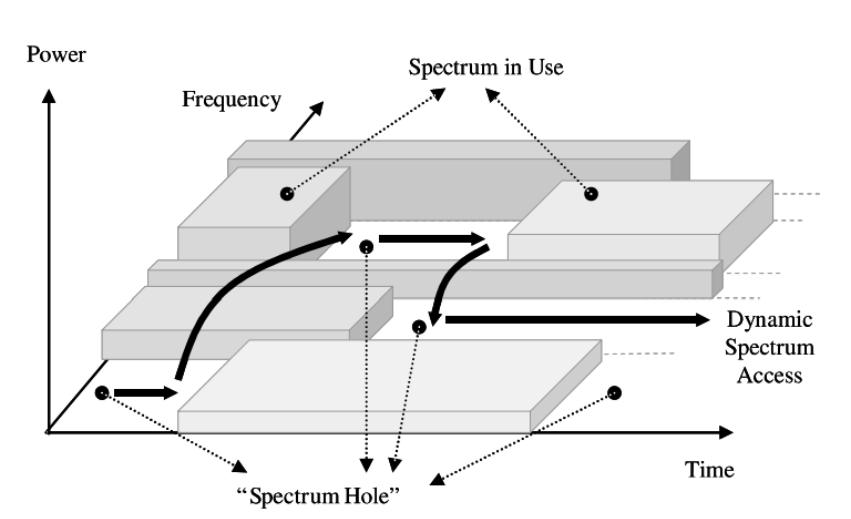 Power
Spectrum in Use
Frequency
Dynamic
Spectrum
Access
Time
“Spectrum Hole”